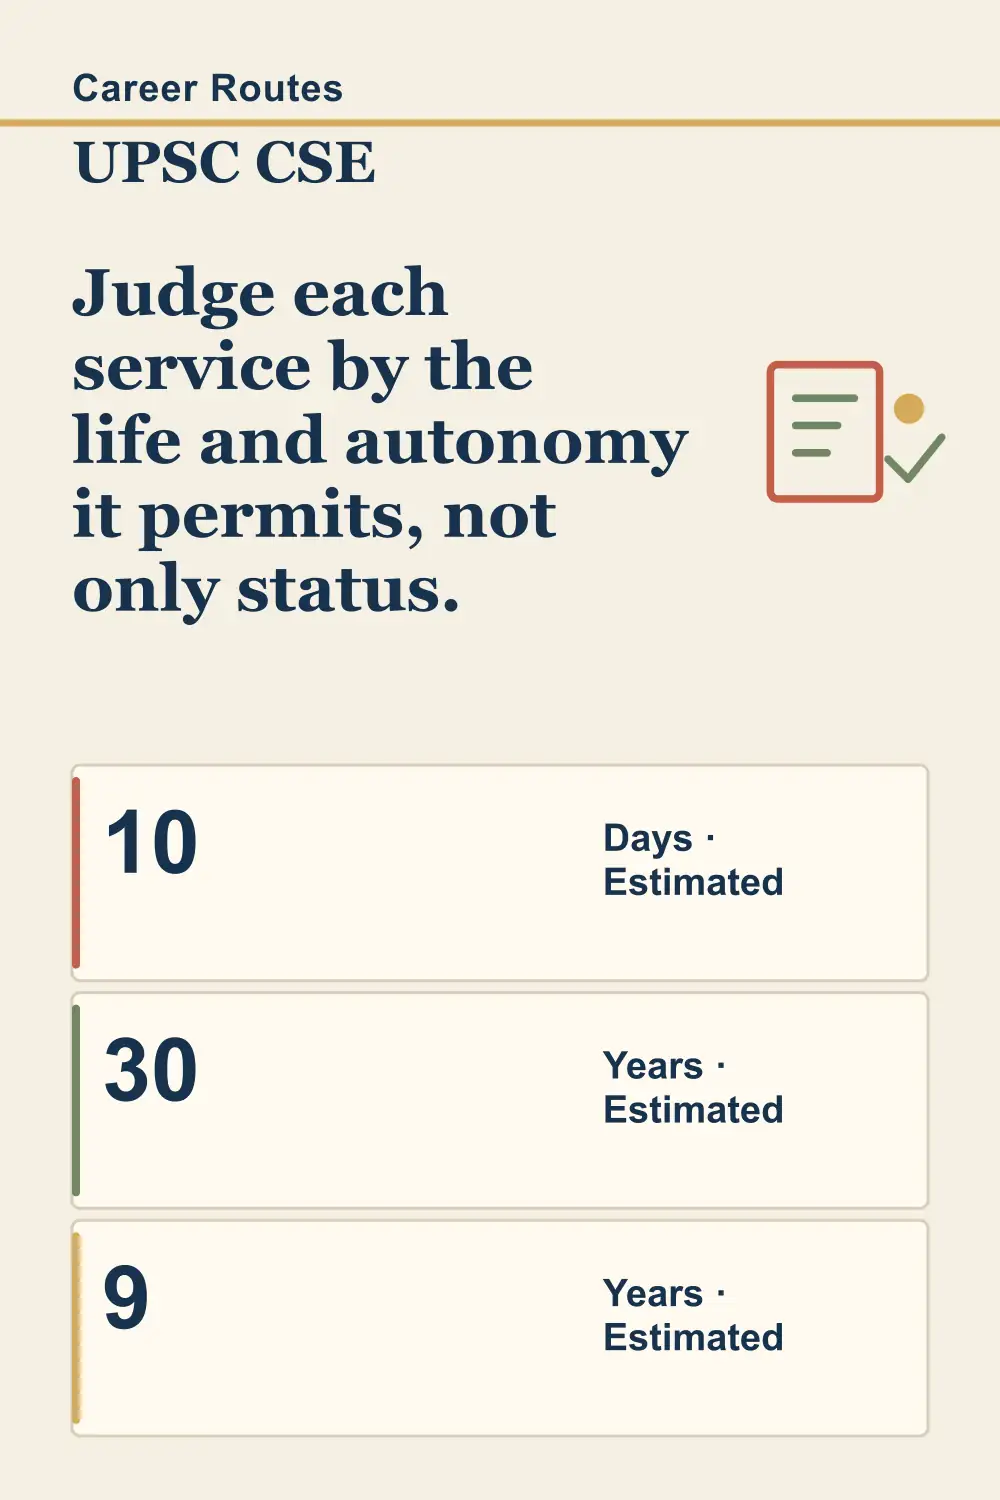 Career Routes
UPSC CSE
Judge each
service by the
life and autonomy
it permits, not
only status.
10
Days ·
Estimated
30
Years ·
Estimated
9
Years ·
Estimated